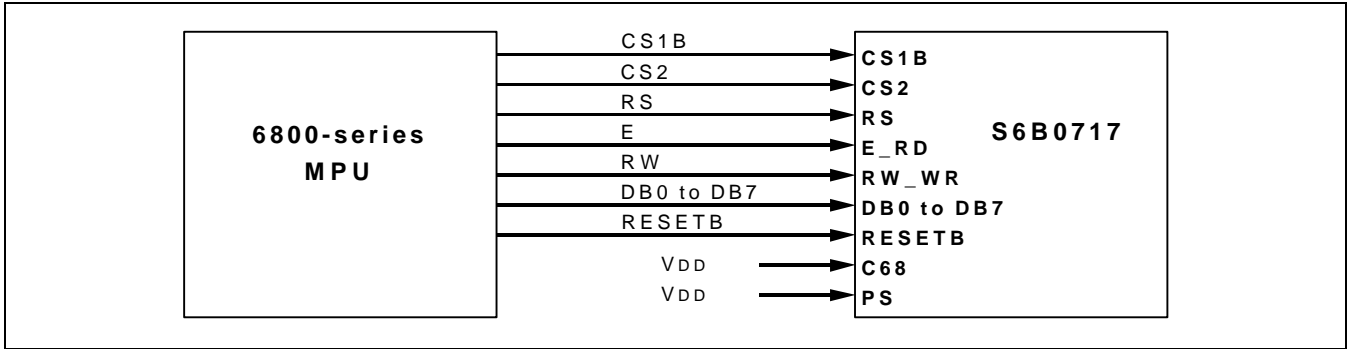 6800-series
MPU
CS1B
CS2
RS
E
RW
DB0 to DB7
RESETB
VDD
VDD
CS1B
CS2
RS
E_RD
RW_WR
DB0 to DB7
RESETB
C68
PS
S6B0717